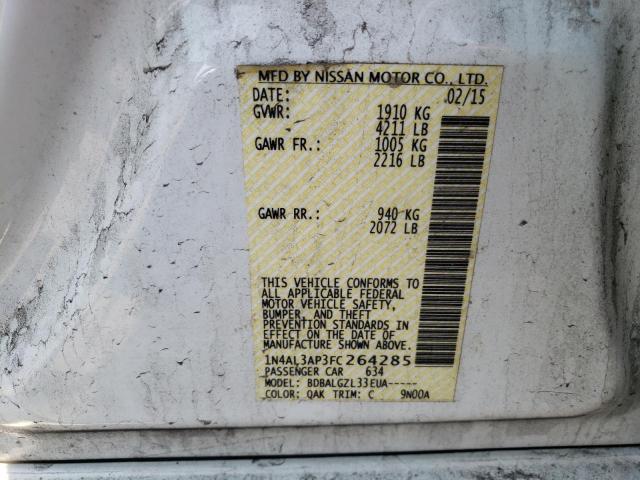 MFD BY NISSAN MOTOR CO., LTD.
DATE: 02/15
GVWR: 1910 KG
4211 LB
GAWR FR.: 1005 KG
2216 LB
GAWR RR.: 940 KG
2072 LB
THIS VEHICLE CONFORMS TO
ALL APPLICABLE FEDERAL
MOTOR VEHICLE SAFETY,
BUMPER, AND THEFT
PREVENTION STANDARDS IN
EFFECT ON THE DATE OF
MANUFACTURE SHOWN ABOVE.
1N4AL3AP3FC264285
PASSENGER CAR 634
MODEL: BDBALGZL33EUA-----
COLOR: QAK TRIM: C 9N00A